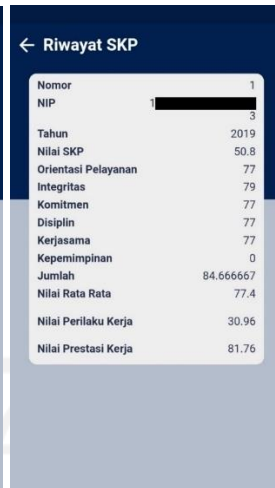 ← Riwayat SKP
Nomor 1
NIP 1
3
Tahun 2019
Nilai SKP 50.8
Orientasi Pelayanan 77
Integritas 79
Komitmen 77
Disiplin 77
Kerjasama 77
Kepemimpinan 0
Jumlah 84.666667
Nilai Rata Rata 77.4
Nilai Perilaku Kerja 30.96
Nilai Prestasi Kerja 81.76